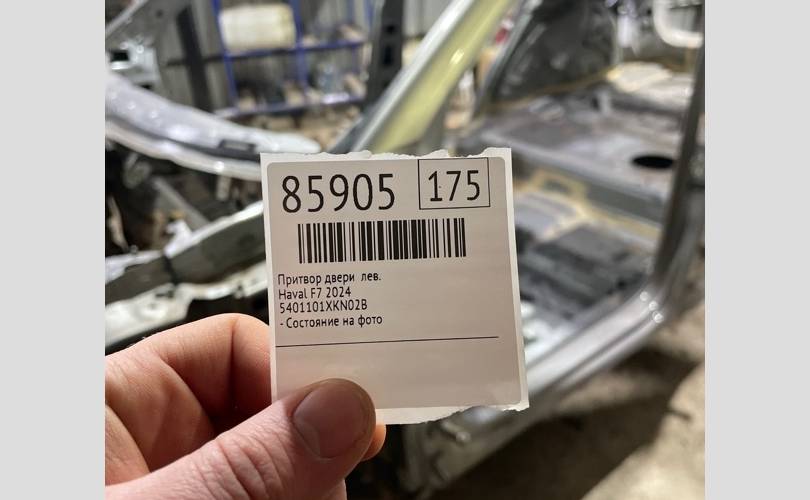 85905 175
Притвор двери лев.
Haval F7 2024
5401101XKN02B
- Состояние на фото